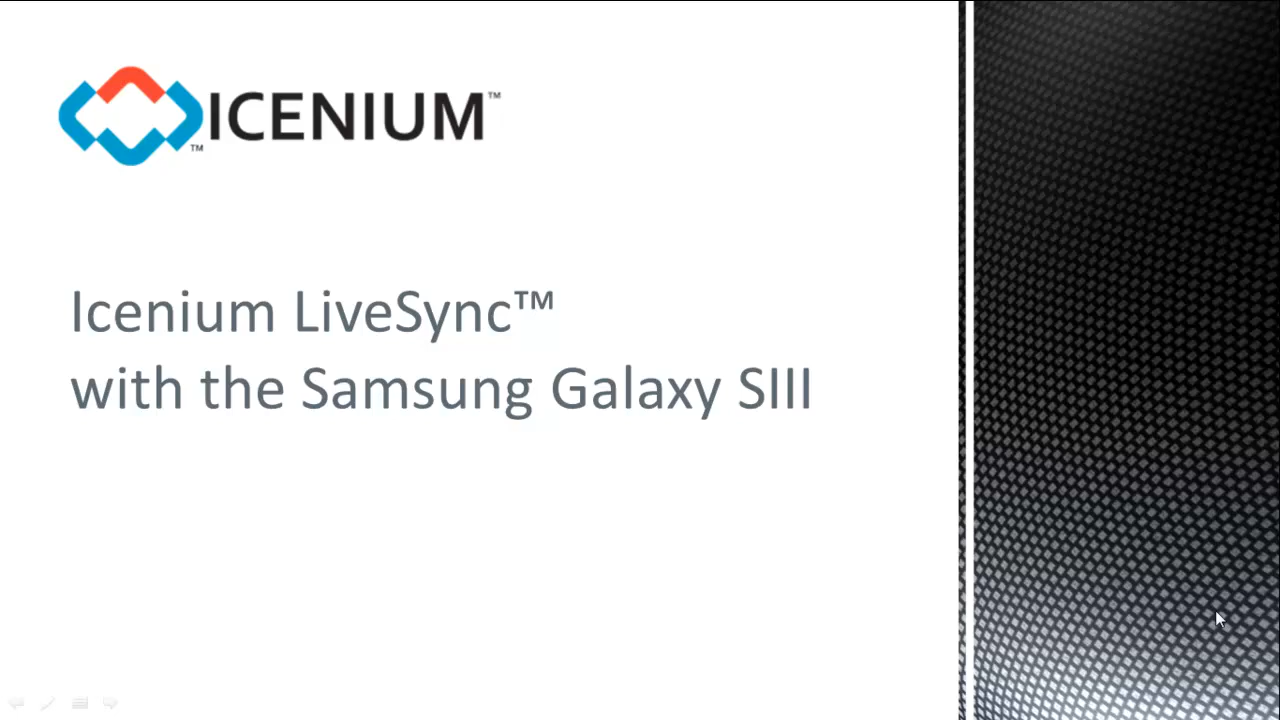 ICENIUM™
™
Icenium LiveSync™
with the Samsung Galaxy SIII